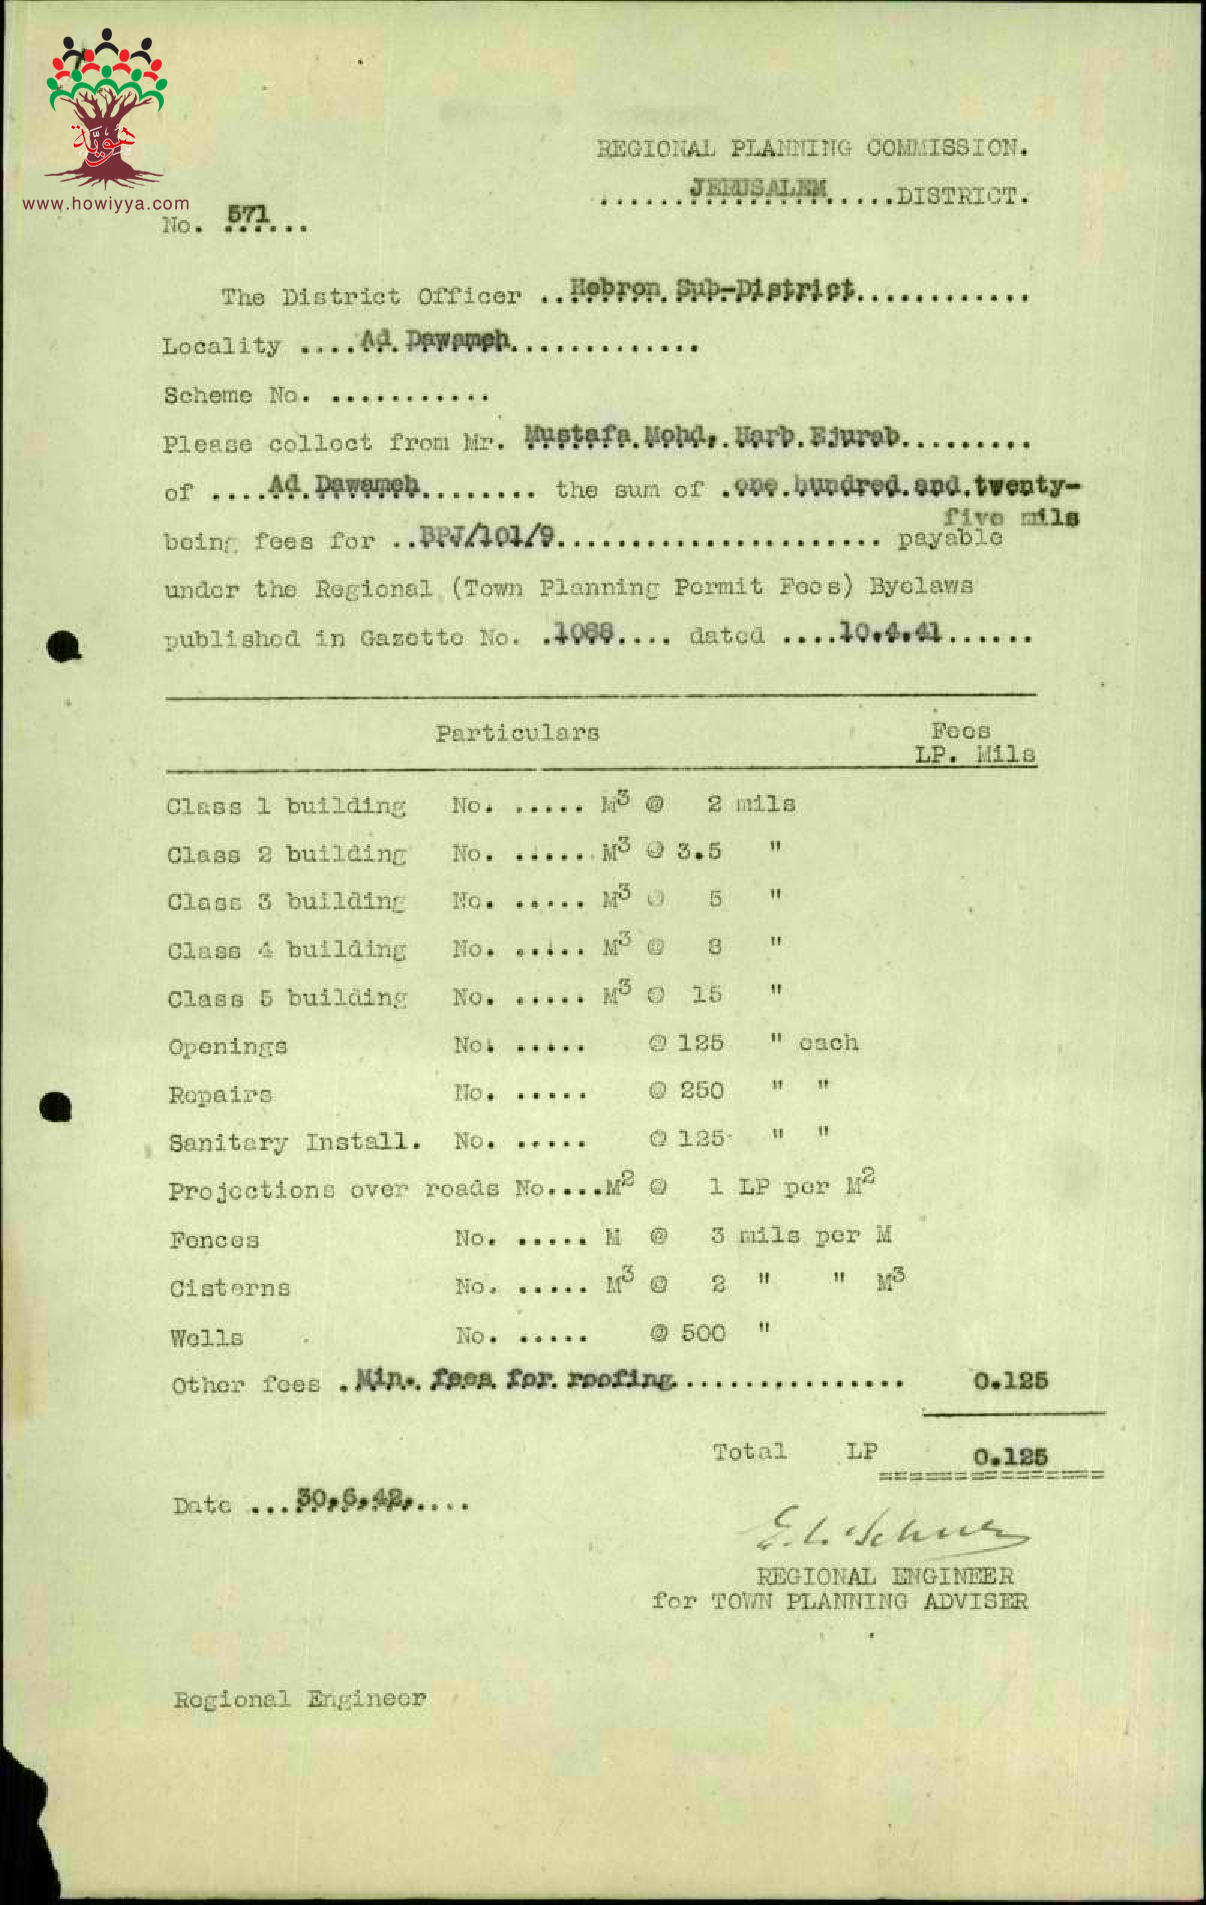 هوية
www.howiyya.com
REGIONAL PLANNING COMMISSION.
......JERUSALEM.....DISTRICT.
No. 571...
The District Officer ..Hebron Sub-District............
Locality ....Ad Dawameh.............
Scheme No. ...........
Please collect from Mr. Mustafa Mohd, Harb Ejurab.........
of ....Ad Dawameh........ the sum of .one hundred and twenty-
five mils
being fees for ..BPJ/101/9...................... payable
under the Regional (Town Planning Permit Fees) Byelaws
published in Gazette No. .1088.... dated ....10.4.41......
Particulars Fees
LP. Mils
Class 1 building No. ..... M³ @ 2 mils
Class 2 building No. ..... M³ @ 3.5 "
Class 3 building No. ..... M³ @ 5 "
Class 4 building No. ..... M³ @ 8 "
Class 5 building No. ..... M³ @ 15 "
Openings No. ..... @ 125 " each
Repairs No. ..... @ 250 " "
Sanitary Install. No. ..... @ 125 " "
Projections over roads No....M² @ 1 LP per M²
Fences No. ..... M @ 3 mils per M
Cisterns No. ..... M³ @ 2 " " M³
Wells No. ..... @ 500 "
Other fees .Min. fees for roofing............... 0.125
Total LP 0.125
Date ...30.6.42.....
REGIONAL ENGINEER
for TOWN PLANNING ADVISER
Regional Engineer